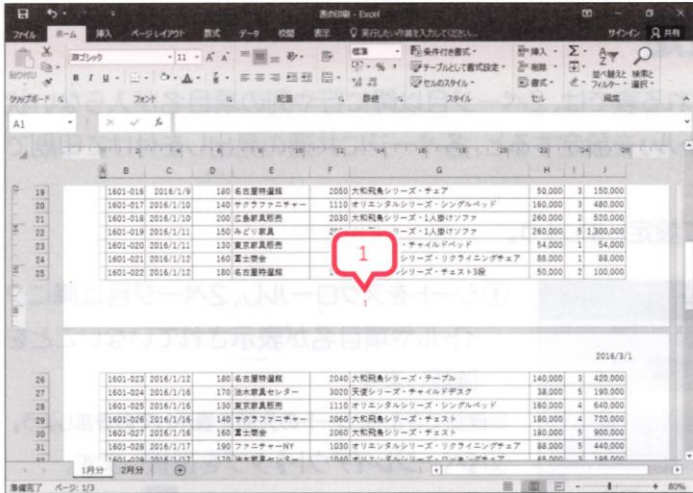 表の印刷 - Excel
ファイル ホーム 挿入 ページレイアウト 数式 データ 校閲 表示 実行したい作業を入力してください... サインイン 共有
貼り付け 游ゴシック 11 標準 条件付き書式 挿入 Σ
B I U テーブルとして書式設定 削除 並べ替えと 検索と
セルのスタイル 書式 フィルター 選択
クリップボード フォント 配置 数値 スタイル セル 編集
A1
A B C D E F G H I J
19 1601-016 2016/1/9 180 名古屋特選館 2050 大和飛鳥シリーズ・チェア 50,000 3 150,000
20 1601-017 2016/1/10 140 サクラファニチャー 1110 オリエンタルシリーズ・シングルベッド 160,000 3 480,000
21 1601-018 2016/1/10 200 広島家具販売 2030 大和飛鳥シリーズ・1人掛けソファ 260,000 2 520,000
22 1601-019 2016/1/11 150 みどり家具 シリーズ・1人掛けソファ 260,000 5 1,300,000
23 1601-020 2016/1/11 130 東京家具販売 ・チャイルドベッド 54,000 1 54,000
24 1601-021 2016/1/12 160 富士商会 シリーズ・リクライニングチェア 88,000 1 88,000
25 1601-022 2016/1/12 180 名古屋特選館 シリーズ・チェスト3段 50,000 2 100,000
1
1
2016/3/1
26 1601-023 2016/1/12 180 名古屋特選館 2040 大和飛鳥シリーズ・テーブル 140,000 3 420,000
27 1601-024 2016/1/16 170 油木家具センター 3020 天使シリーズ・チャイルドデスク 38,000 5 190,000
28 1601-025 2016/1/16 130 東京家具販売 1110 オリエンタルシリーズ・シングルベッド 160,000 4 640,000
29 1601-026 2016/1/16 140 サクラファニチャー 2060 大和飛鳥シリーズ・チェスト 180,000 4 720,000
30 1601-027 2016/1/16 160 富士商会 2060 大和飛鳥シリーズ・チェスト 180,000 5 900,000
31 1601-028 2016/1/17 190 ファニチャーNY 1030 オリエンタルシリーズ・リクライニングチェア 88,000 5 440,000
1月分 2月分
準備完了 ページ: 1/3 80%